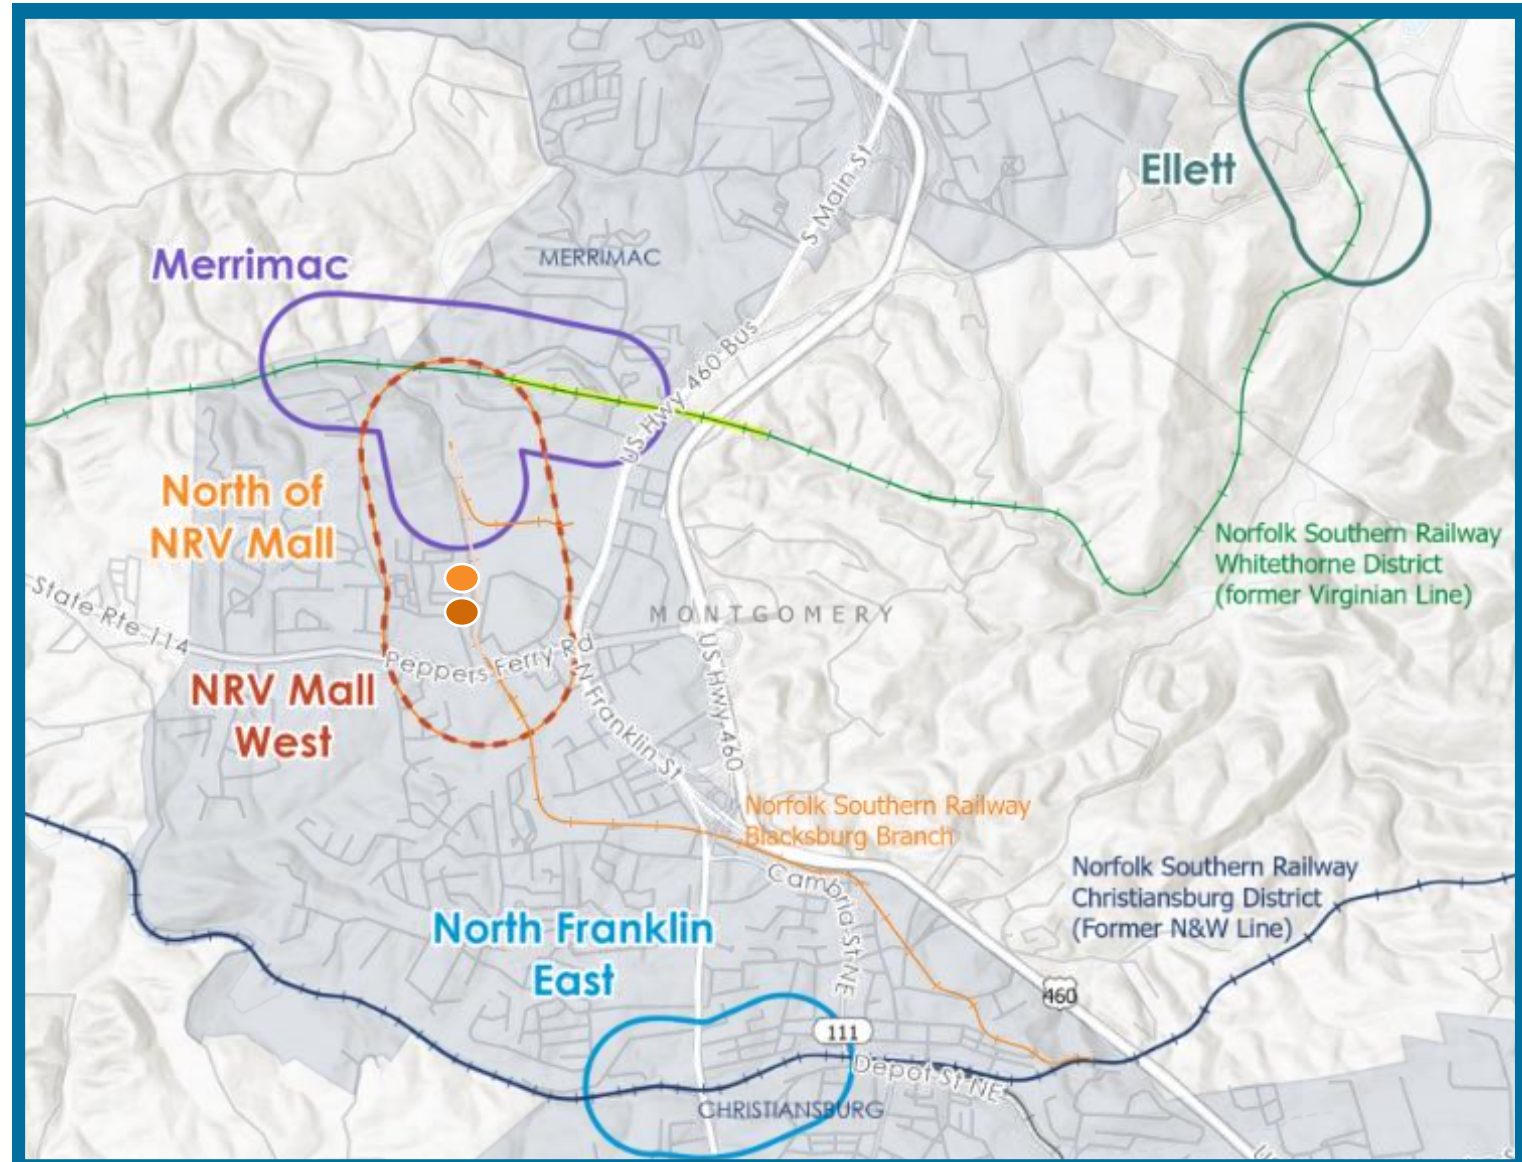 S Main St
Ellett
Merrimac
MERRIMAC
US Hwy 460 Bus
North of
NRV Mall
Norfolk Southern Railway
Whitethorne District
(former Virginian Line)
State Rte 114
MONTGOMERY
Peppers Ferry Rd
US Hwy 460
NRV Mall
West
N Franklin St
Norfolk Southern Railway
Blacksburg Branch
Norfolk Southern Railway
Christiansburg District
(Former N&W Line)
Cambria St NE
North Franklin
East
460
111
Depot St NE
CHRISTIANSBURG